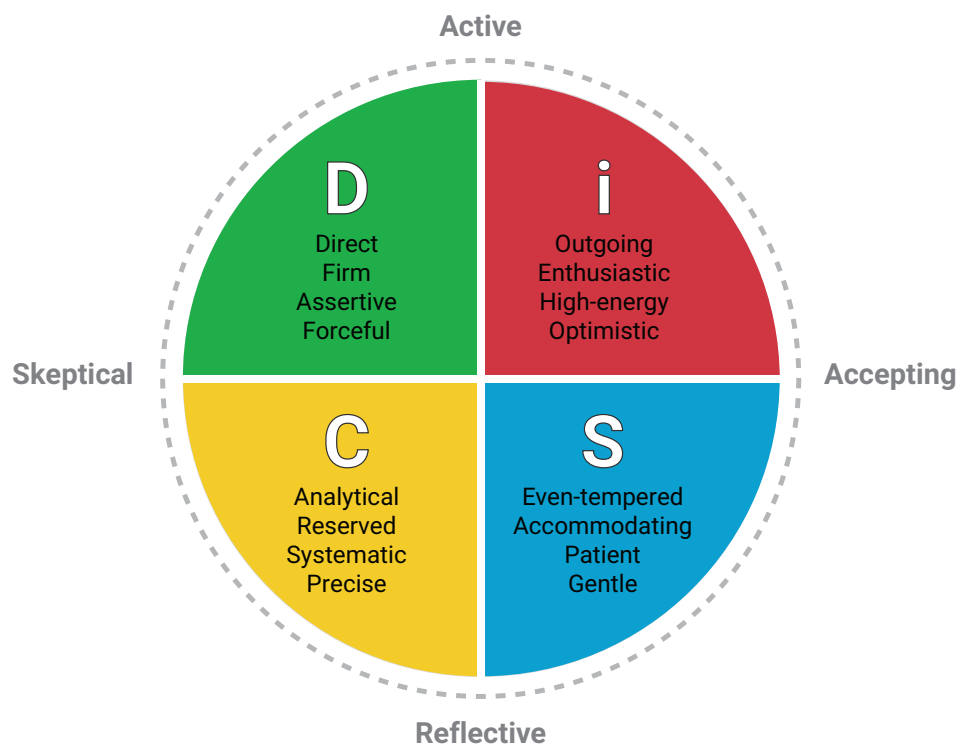 Active
D
Direct
Firm
Assertive
Forceful
i
Outgoing
Enthusiastic
High-energy
Optimistic
Skeptical
Accepting
C
Analytical
Reserved
Systematic
Precise
S
Even-tempered
Accommodating
Patient
Gentle
Reflective